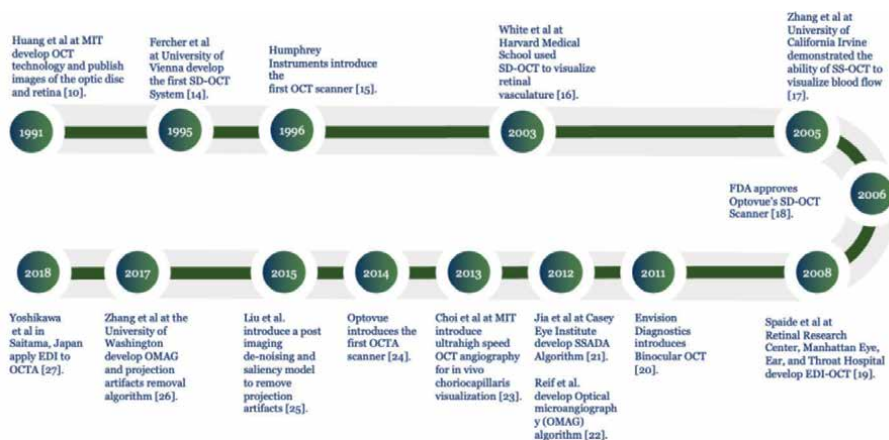 Huang et al at MIT
develop OCT
technology and publish
images of the optic disc
and retina [10].
1991
Fercher et al
at University of
Vienna develop
the first SD-OCT
System [14].
1995
Humphrey
Instruments introduce
the
first OCT scanner [15].
1996
White et al at
Harvard Medical
School used
SD-OCT to visualize
retinal
vasculature [16].
2003
Zhang et al at
University of
California Irvine
demonstrated the
ability of SS-OCT to
visualize blood flow
[17].
2005
FDA approves
Optovue's SD-OCT
Scanner [18].
2006
2008
Spaide et al at
Retinal Research
Center, Manhattan Eye,
Ear, and Throat Hospital
develop EDI-OCT [19].
2011
Envision
Diagnostics
introduces
Binocular OCT
[20].
2012
Jia et al at Casey
Eye Institute
develop SSADA
Algorithm [21].
Reif et al.
develop Optical
microangiograph
y (OMAG)
algorithm [22].
2013
Choi et al at MIT
introduce
ultrahigh speed
OCT angiography
for in vivo
choriocapillaris
visualization [23].
2014
Optovue
introduces the
first OCTA
scanner [24].
2015
Liu et al.
introduce a post
imaging
de-noising and
saliency model
to remove
projection
artifacts [25].
2017
Zhang et al at the
University of
Washington
develop OMAG
and projection
artifacts removal
algorithm [26].
2018
Yoshikawa
et al in
Saitama, Japan
apply EDI to
OCTA [27].